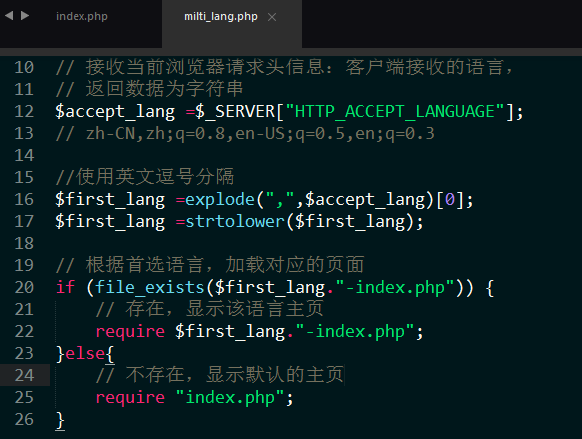 index.php
milti_lang.php ×
10 // 接收当前浏览器请求头信息: 客户端接收的语言,
11 // 返回数据为字符串
12 $accept_lang =$_SERVER["HTTP_ACCEPT_LANGUAGE"];
13 // zh-CN,zh;q=0.8,en-US;q=0.5,en;q=0.3
14
15 //使用英文逗号分隔
16 $first_lang =explode(",",$accept_lang)[0];
17 $first_lang =strtolower($first_lang);
18
19 // 根据首选语言，加载对应的页面
20 if (file_exists($first_lang."-index.php")) {
21     // 存在，显示该语言主页
22     require $first_lang."-index.php";
23 }else{
24     // 不存在，显示默认的主页
25     require "index.php";
26 }